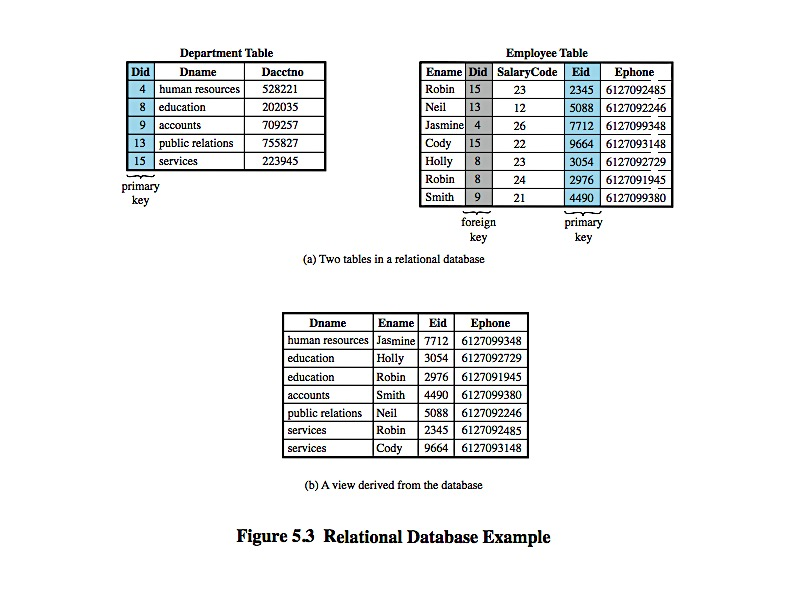 Department Table
Did Dname Dacctno
4 human resources 528221
8 education 202035
9 accounts 709257
13 public relations 755827
15 services 223945
primary
key
Employee Table
Ename Did SalaryCode Eid Ephone
Robin 15 23 2345 6127092485
Neil 13 12 5088 6127092246
Jasmine 4 26 7712 6127099348
Cody 15 22 9664 6127093148
Holly 8 23 3054 6127092729
Robin 8 24 2976 6127091945
Smith 9 21 4490 6127099380
foreign
key
primary
key
(a) Two tables in a relational database
Dname Ename Eid Ephone
human resources Jasmine 7712 6127099348
education Holly 3054 6127092729
education Robin 2976 6127091945
accounts Smith 4490 6127099380
public relations Neil 5088 6127092246
services Robin 2345 6127092485
services Cody 9664 6127093148
(b) A view derived from the database
Figure 5.3 Relational Database Example